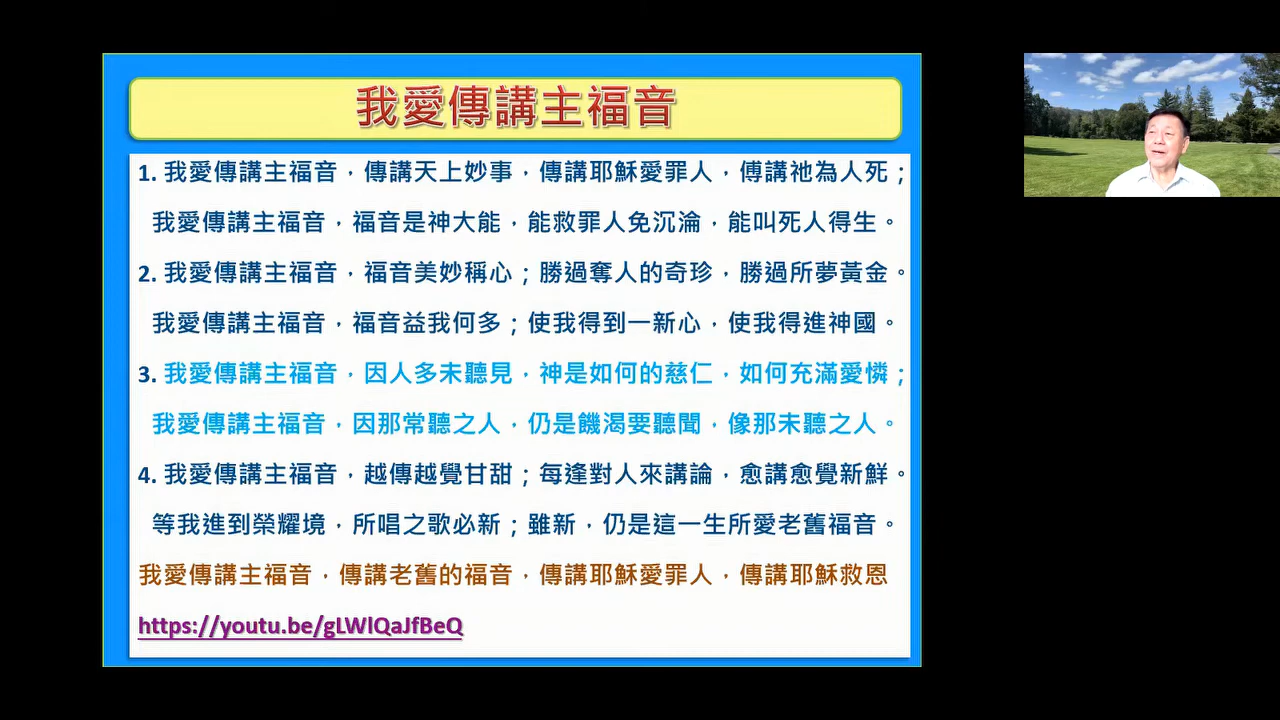 我愛傳講主福音
1. 我愛傳講主福音，傳講天上妙事，傳講耶穌愛罪人，傅講祂為人死；
我愛傳講主福音，福音是神大能，能救罪人免沉淪，能叫死人得生。
2. 我愛傳講主福音，福音美妙稱心；勝過奪人的奇珍，勝過所夢黃金。
我愛傳講主福音，福音益我何多；使我得到一新心，使我得進神國。
3. 我愛傳講主福音，因人多未聽見，神是如何的慈仁，如何充滿愛憐；
我愛傳講主福音，因那常聽之人，仍是饑渴要聽聞，像那未聽之人。
4. 我愛傳講主福音，越傳越覺甘甜；每逢對人來講論，愈講愈覺新鮮。
等我進到榮耀境，所唱之歌必新；雖新，仍是這一生所愛老舊福音。
我愛傳講主福音，傳講老舊的福音，傳講耶穌愛罪人，傳講耶穌救恩
https://youtu.be/gLWlQaJfBeQ